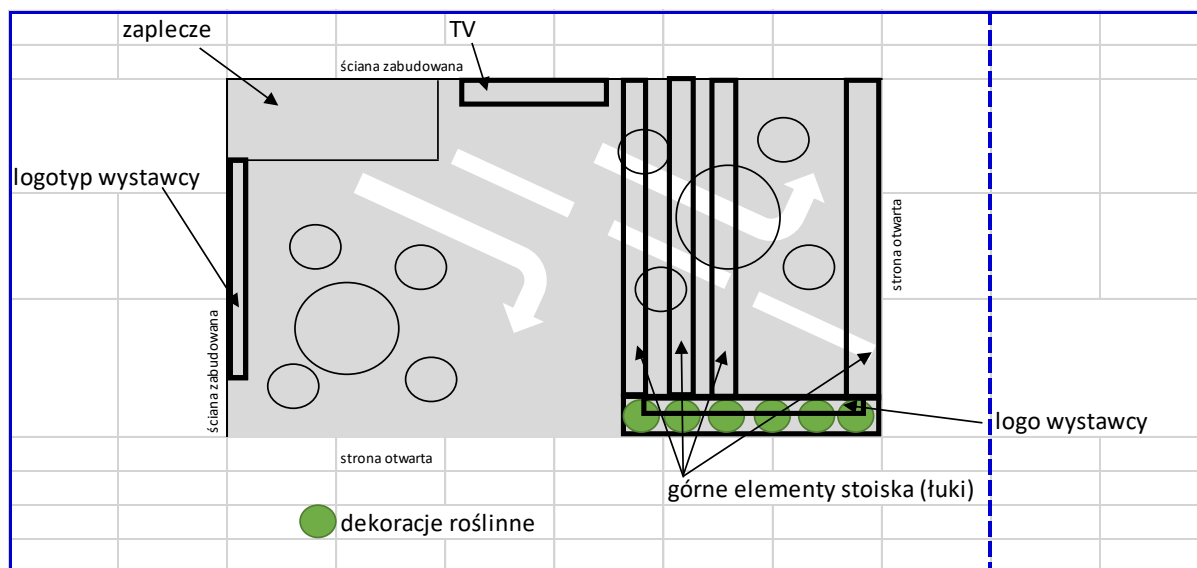 zaplecze
TV
ściana zabudowana
logotyp wystawcy
strona otwarta
ściana zabudowana
logo wystawcy
strona otwarta
górne elementy stoiska (łuki)
dekoracje roślinne